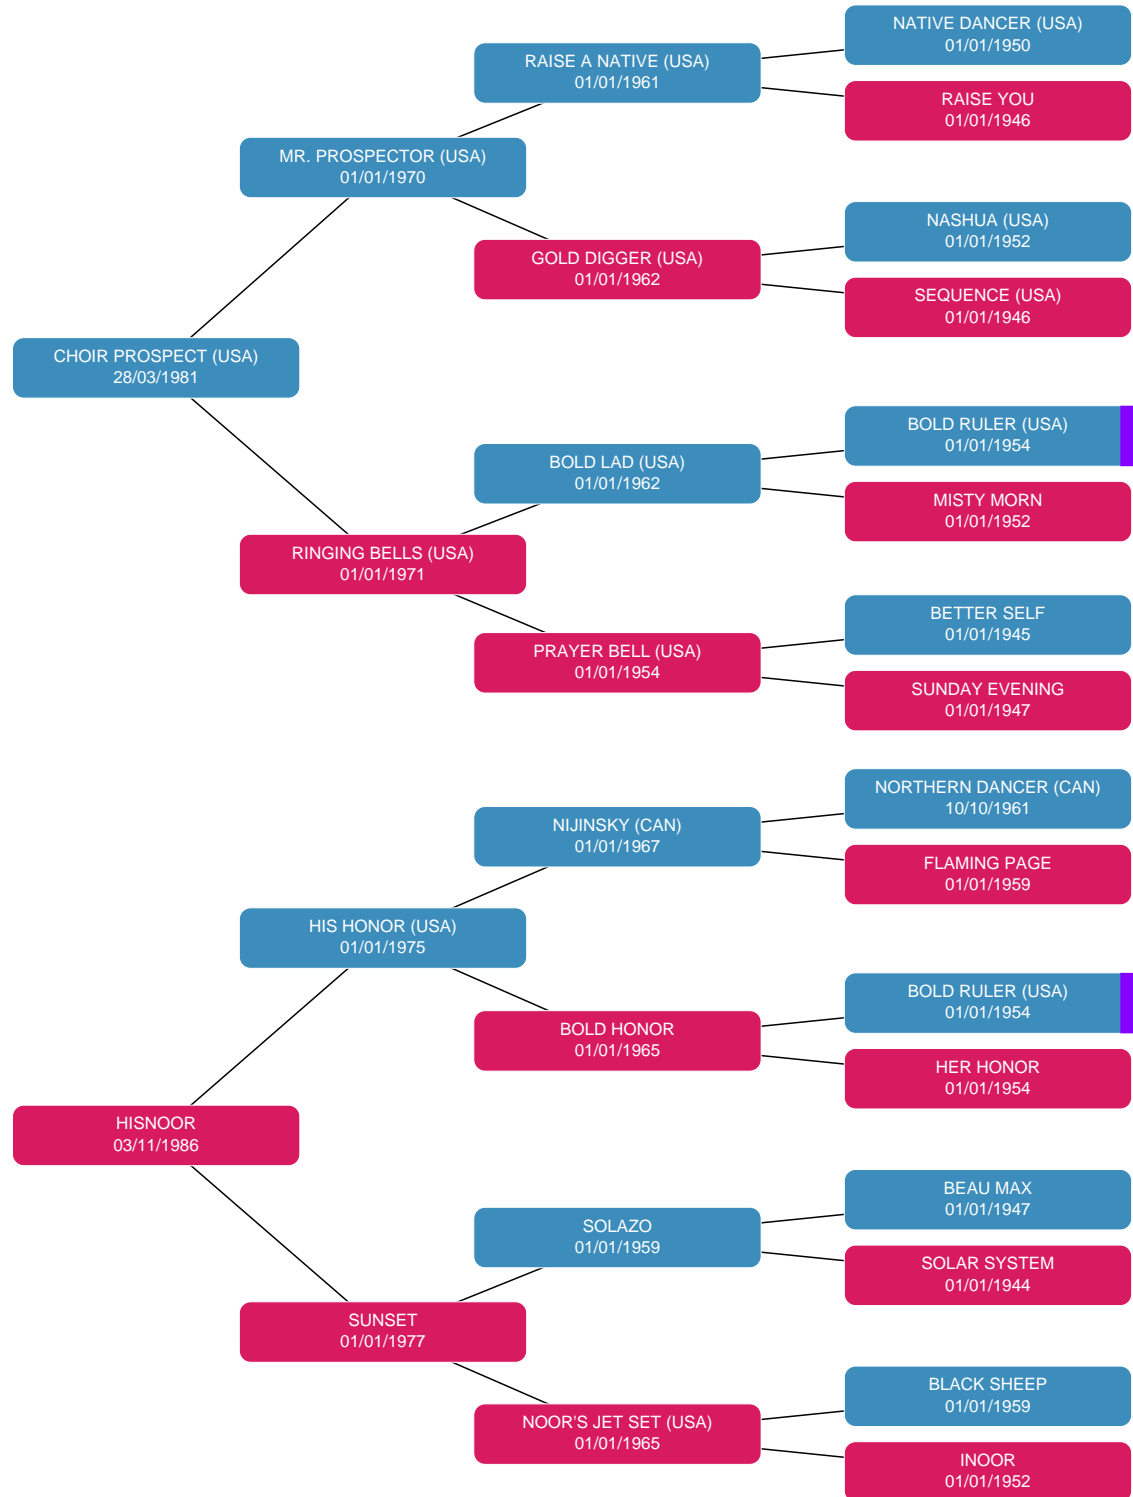 NATIVE DANCER (USA)
01/01/1950
RAISE A NATIVE (USA)
01/01/1961
RAISE YOU
01/01/1946
MR. PROSPECTOR (USA)
01/01/1970
NASHUA (USA)
01/01/1952
GOLD DIGGER (USA)
01/01/1962
SEQUENCE (USA)
01/01/1946
CHOIR PROSPECT (USA)
28/03/1981
BOLD RULER (USA)
01/01/1954
BOLD LAD (USA)
01/01/1962
MISTY MORN
01/01/1952
RINGING BELLS (USA)
01/01/1971
BETTER SELF
01/01/1945
PRAYER BELL (USA)
01/01/1954
SUNDAY EVENING
01/01/1947
NORTHERN DANCER (CAN)
10/10/1961
NIJINSKY (CAN)
01/01/1967
FLAMING PAGE
01/01/1959
HIS HONOR (USA)
01/01/1975
BOLD RULER (USA)
01/01/1954
BOLD HONOR
01/01/1965
HER HONOR
01/01/1954
HISNOOR
03/11/1986
BEAU MAX
01/01/1947
SOLAZO
01/01/1959
SOLAR SYSTEM
01/01/1944
SUNSET
01/01/1977
BLACK SHEEP
01/01/1959
NOOR'S JET SET (USA)
01/01/1965
INOOR
01/01/1952